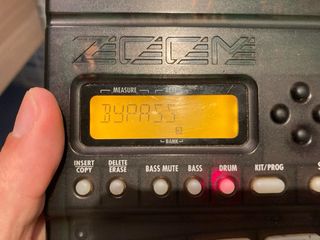 ZOOM
MEASURE
BYPASS
BANK
INSERT COPY
DELETE ERASE
BASS MUTE
BASS
DRUM
KIT/PROG